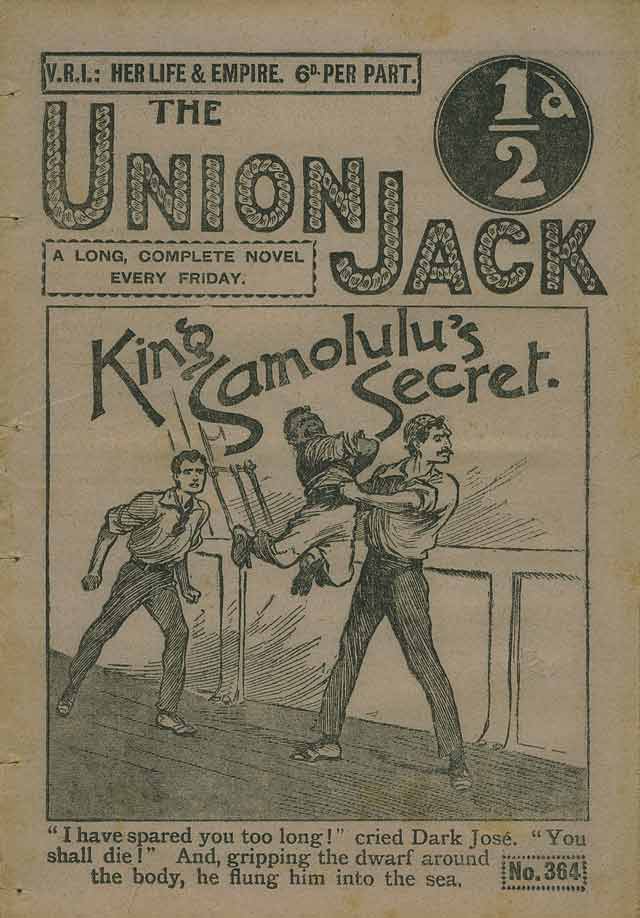 V.R.I.: HER LIFE & EMPIRE. 6D. PER PART.
THE
UNION JACK
1/2d
A LONG, COMPLETE NOVEL
EVERY FRIDAY.
King
Samolulu's
Secret.
"I have spared you too long!" cried Dark José. "You
shall die!" And, gripping the dwarf around
the body, he flung him into the sea.
No. 364